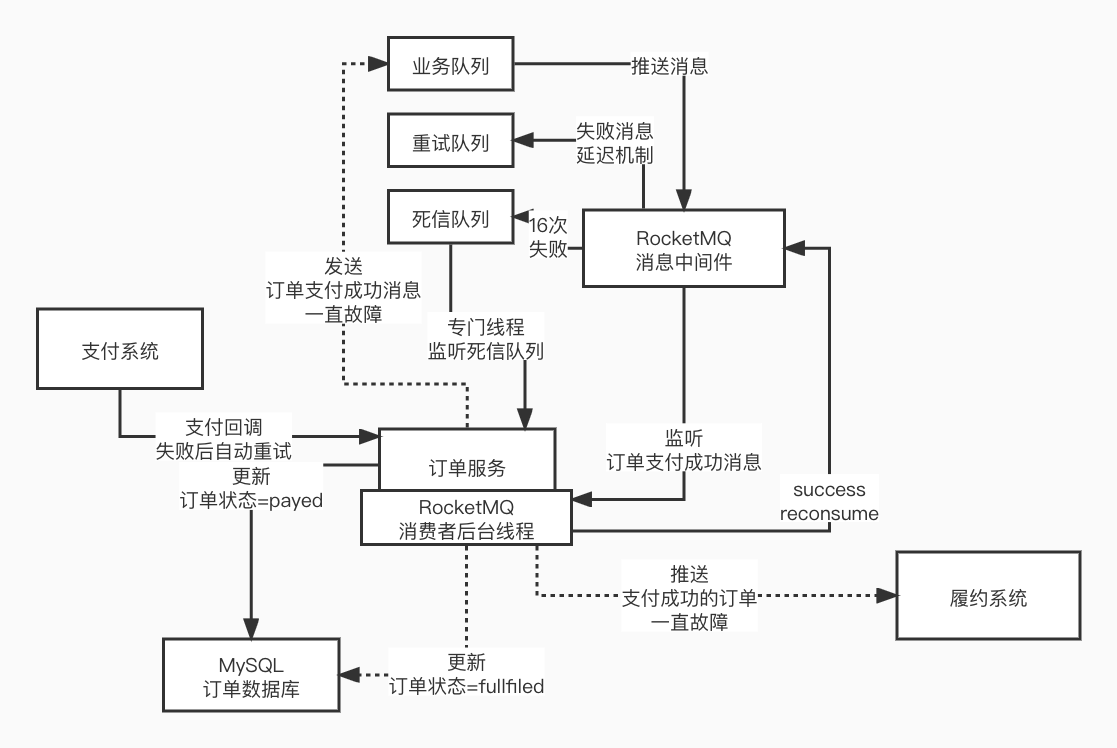 业务队列
推送消息
重试队列
失败消息
延迟机制
死信队列
16次
失败
RocketMQ
消息中间件
发送
订单支付成功消息
一直故障
专门线程
监听死信队列
支付系统
支付回调
失败后自动重试
更新
订单状态=payed
订单服务
RocketMQ
消费者后台线程
监听
订单支付成功消息
success
reconsume
推送
支付成功的订单
一直故障
履约系统
MySQL
订单数据库
更新
订单状态=fullfiled